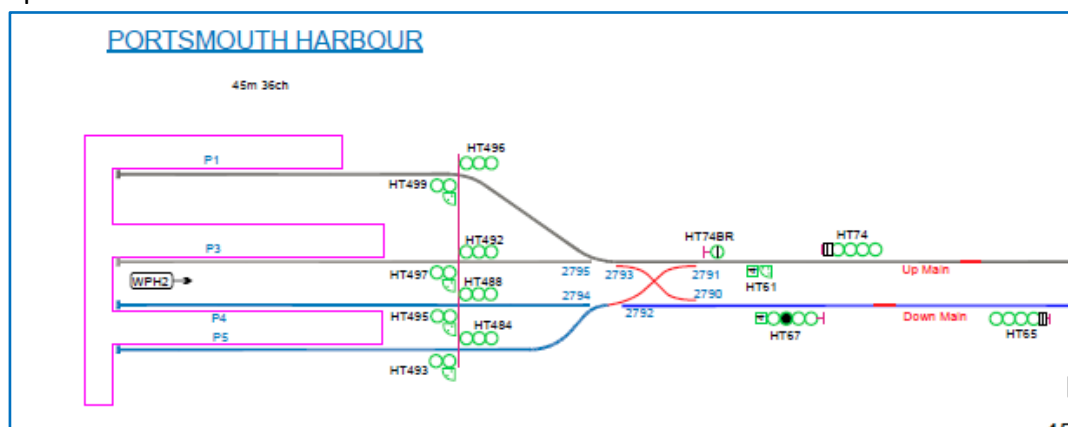 PORTSMOUTH HARBOUR
45m 36ch
HT496
P1
HT499
HT492
HT74BR
HT74
P3
2795
2793
2791
Up Main
WPH2
HT497
HT488
HT61
2794
2790
P4
HT495
HT484
2792
Down Main
P5
HT67
HT65
HT493